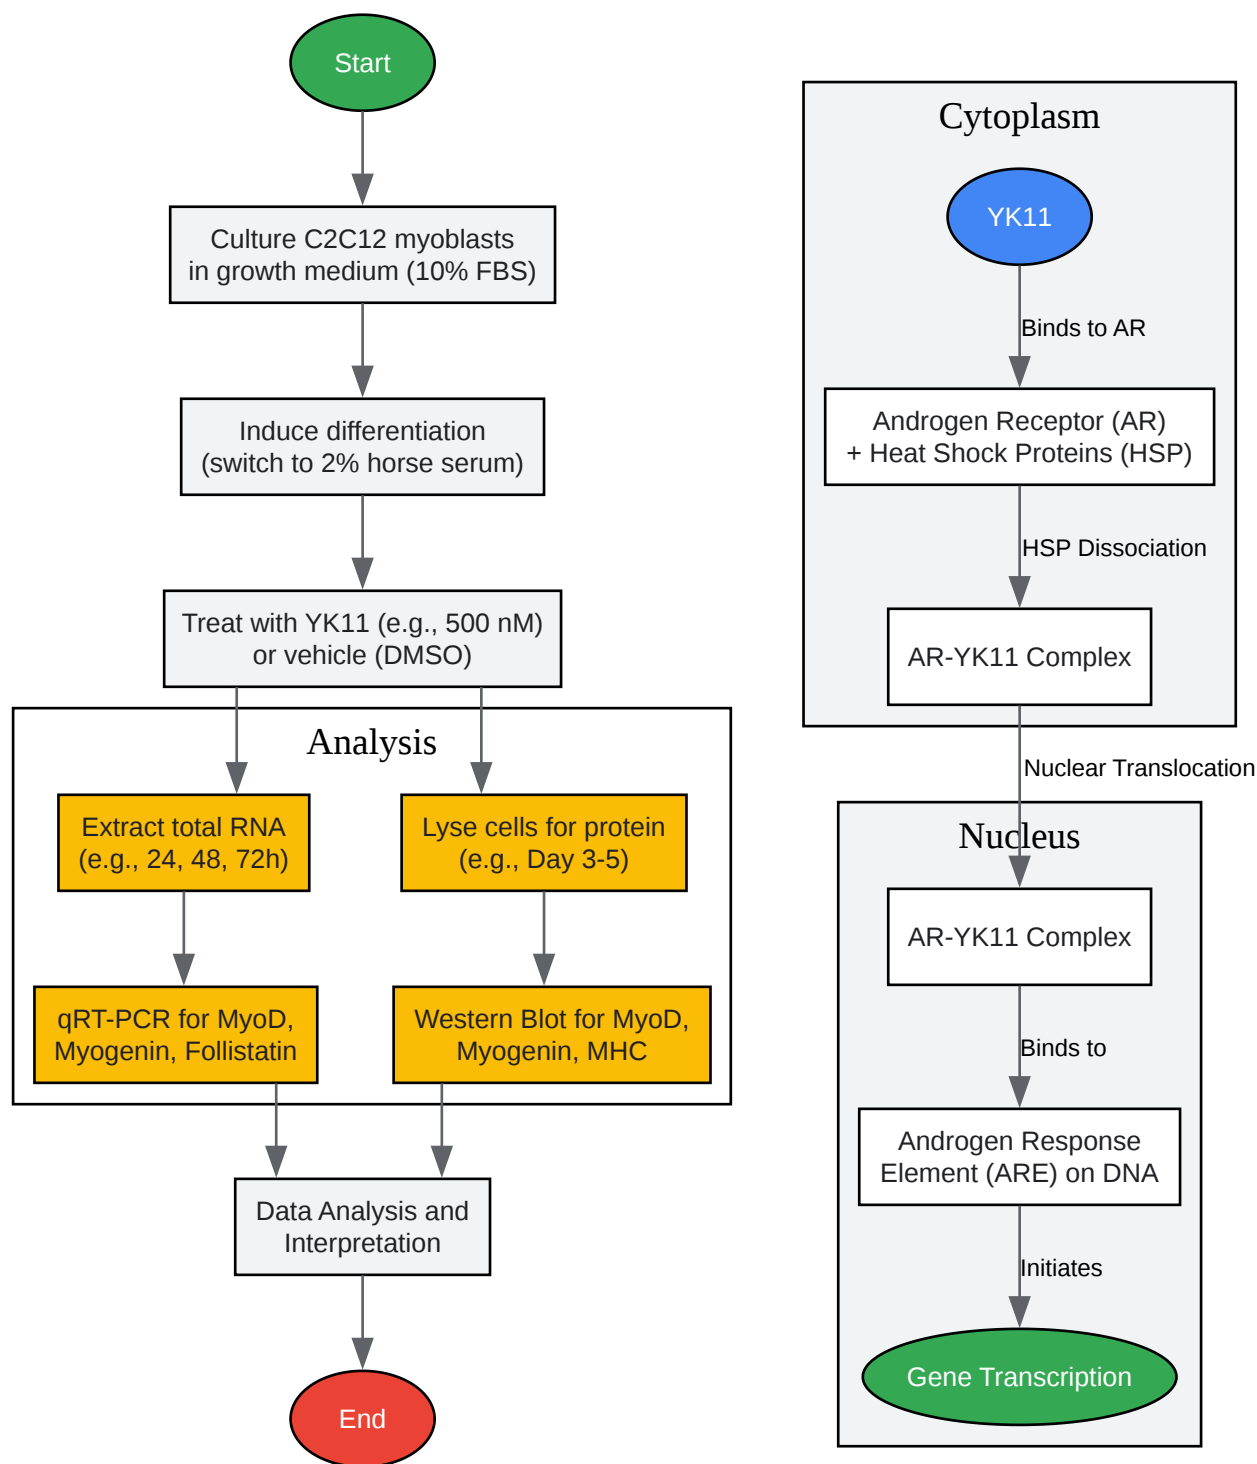 Start
Culture C2C12 myoblasts
in growth medium (10% FBS)
Induce differentiation
(switch to 2% horse serum)
Treat with YK11 (e.g., 500 nM)
or vehicle (DMSO)
Analysis
Extract total RNA
(e.g., 24, 48, 72h)
Lyse cells for protein
(e.g., Day 3-5)
qRT-PCR for MyoD,
Myogenin, Follistatin
Western Blot for MyoD,
Myogenin, MHC
Data Analysis and
Interpretation
End
Cytoplasm
YK11
Binds to AR
Androgen Receptor (AR)
+ Heat Shock Proteins (HSP)
HSP Dissociation
AR-YK11 Complex
Nuclear Translocation
Nucleus
AR-YK11 Complex
Binds to
Androgen Response
Element (ARE) on DNA
Initiates
Gene Transcription